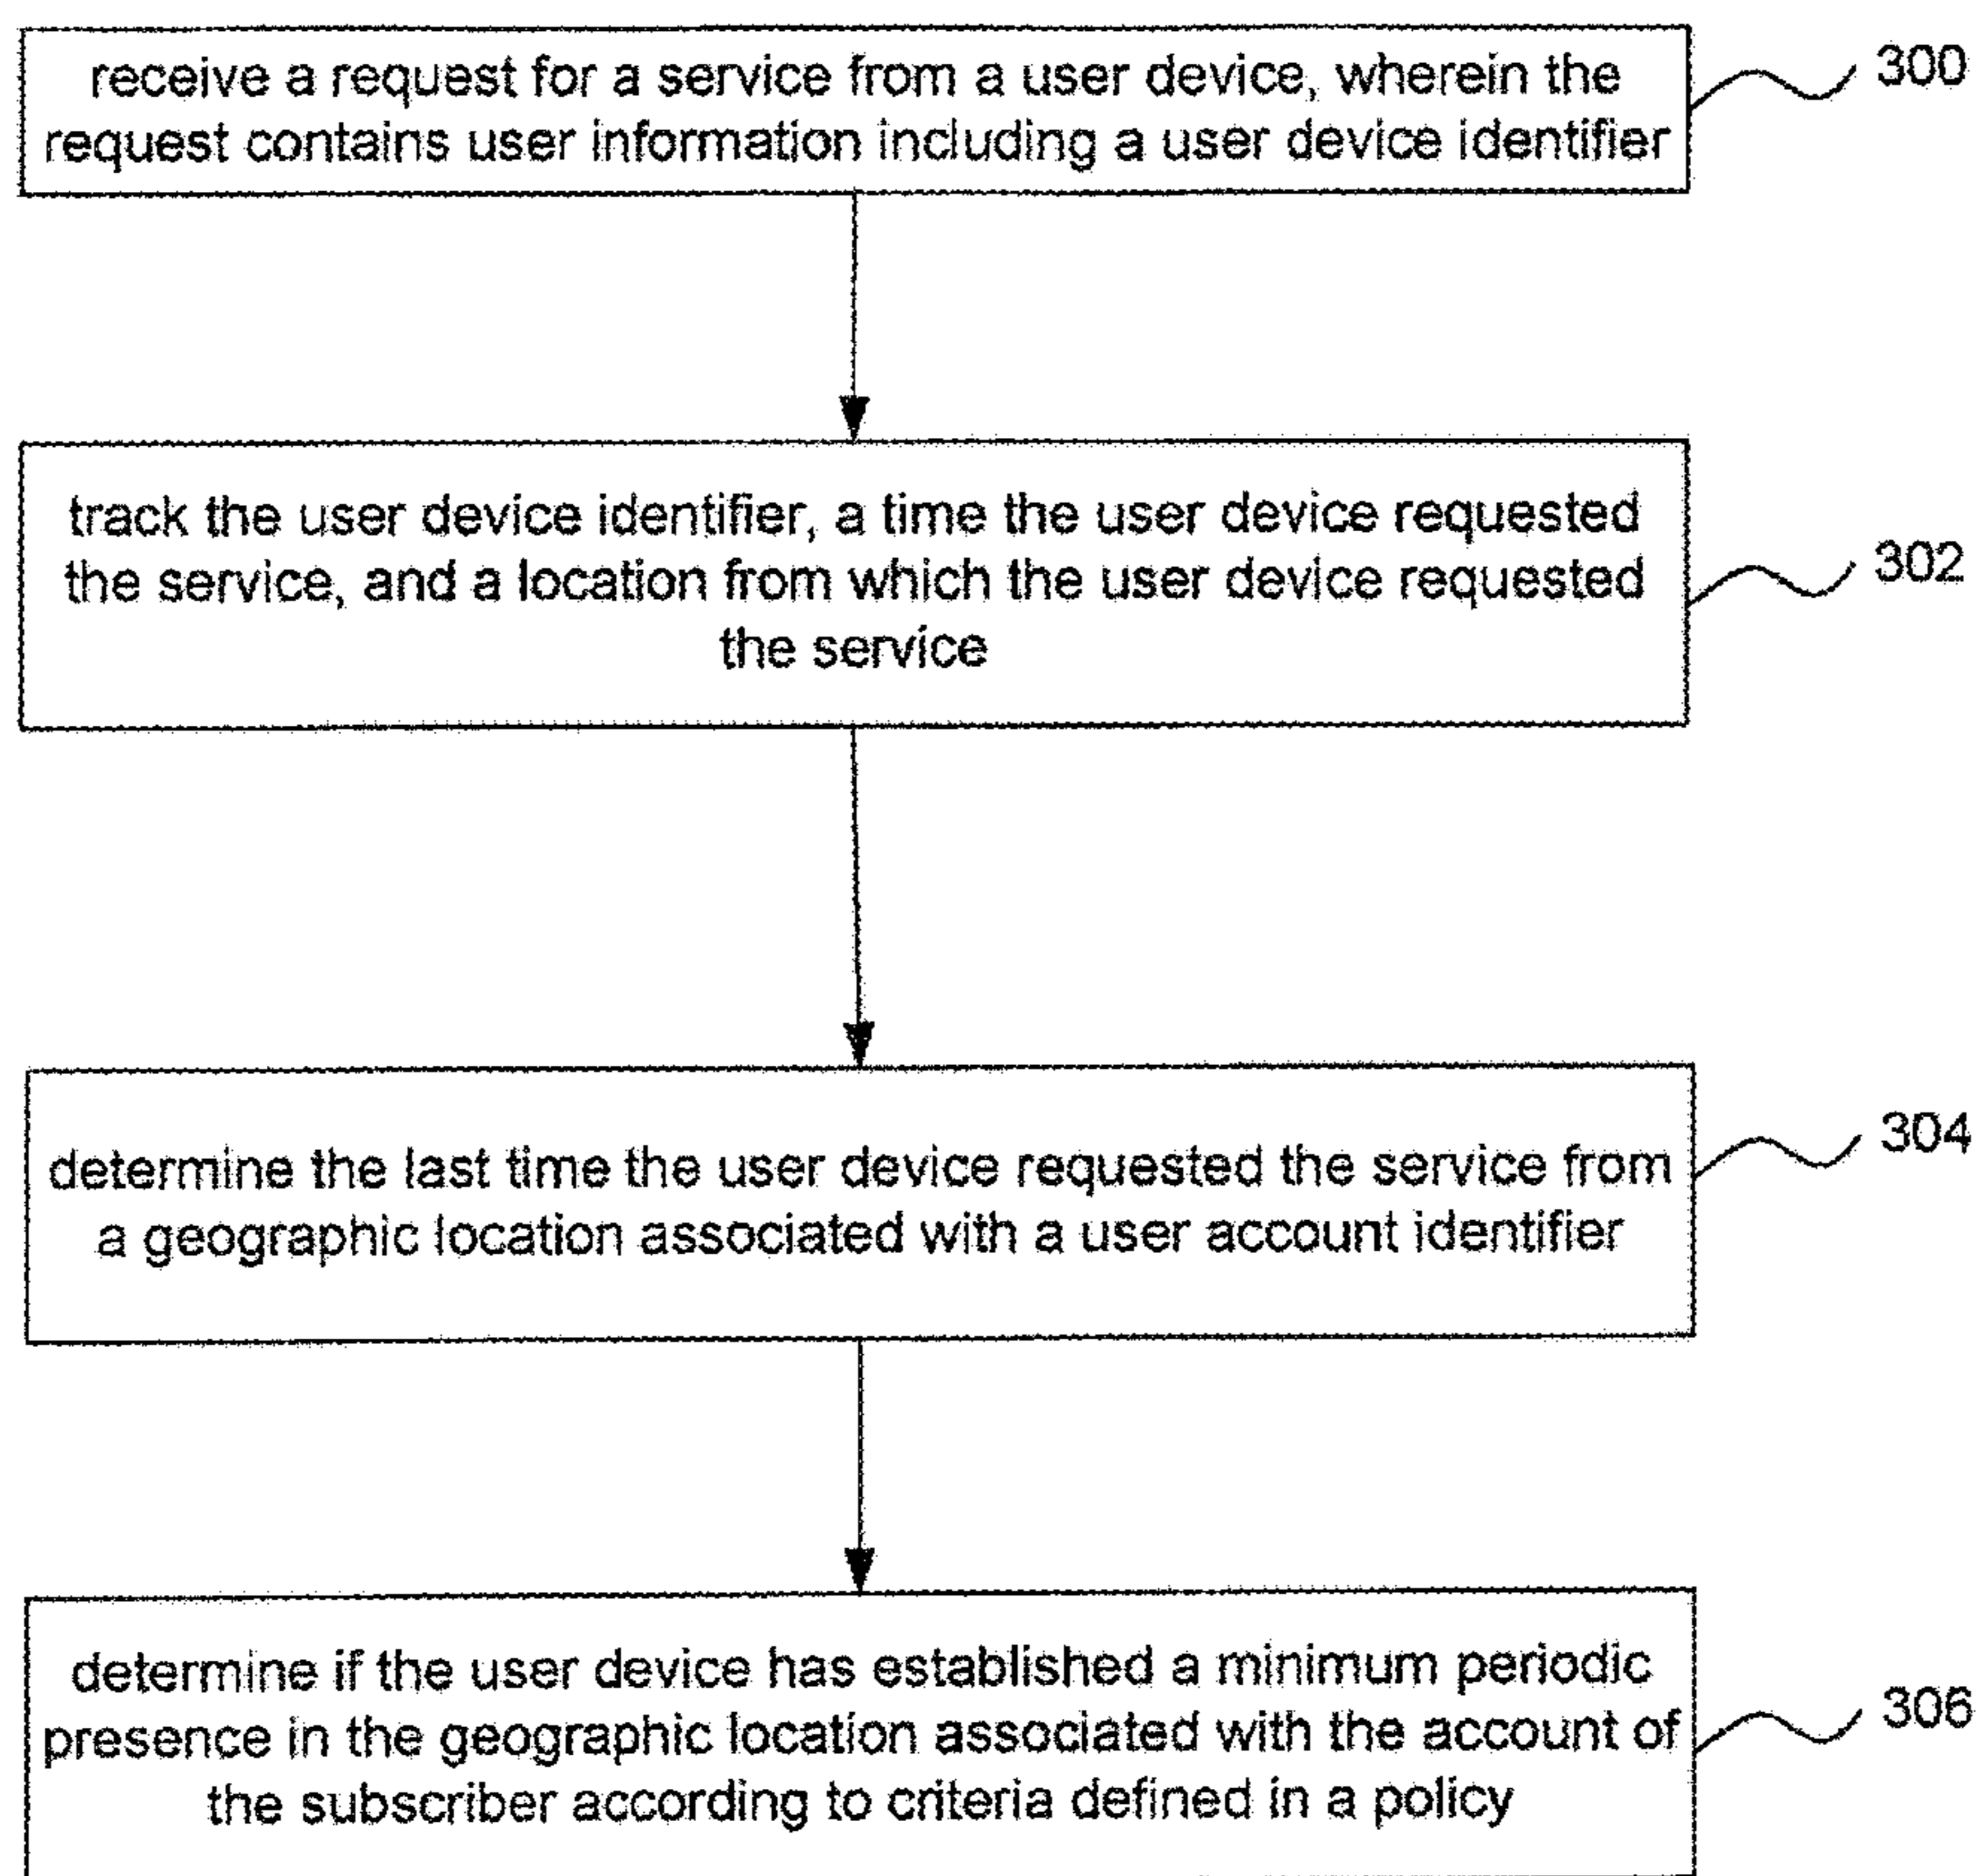 receive a request for a service from a user device, wherein the
request contains user information including a user device identifier
300
track the user device identifier, a time the user device requested
the service, and a location from which the user device requested
the service
302
determine the last time the user device requested the service from
a geographic location associated with a user account identifier
304
determine if the user device has established a minimum periodic
presence in the geographic location associated with the account of
the subscriber according to criteria defined in a policy
306